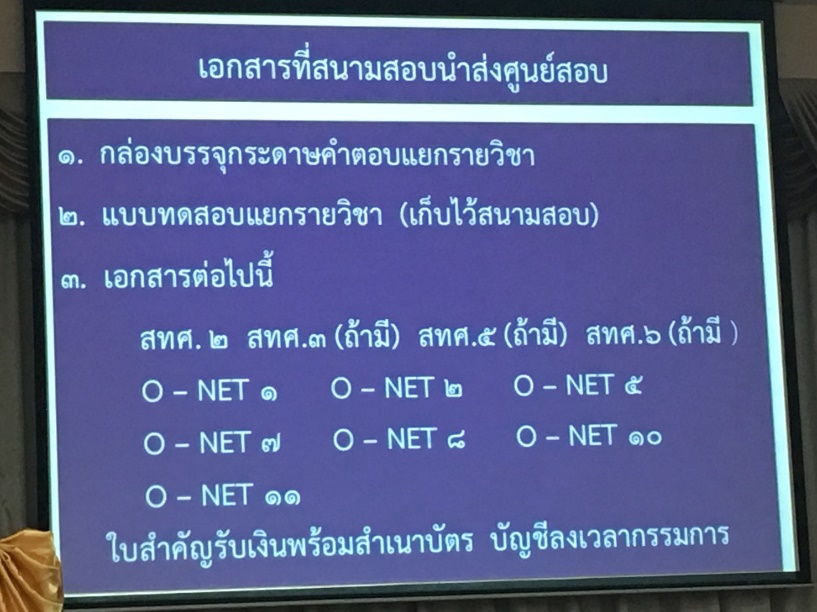 เอกสารที่สนามสอบนำส่งศูนย์สอบ
๑. กล่องบรรจุกระดาษคำตอบแยกรายวิชา
๒. แบบทดสอบแยกรายวิชา (เก็บไว้สนามสอบ)
๓. เอกสารต่อไปนี้
สทศ. ๒ สทศ.๓ (ถ้ามี) สทศ.๕ (ถ้ามี) สทศ.๖ (ถ้ามี )
O – NET ๑ O – NET ๒ O – NET ๕
O – NET ๗ O – NET ๘ O – NET ๑๐
O – NET ๑๑
ใบสำคัญรับเงินพร้อมสำเนาบัตร บัญชีลงเวลากรรมการ